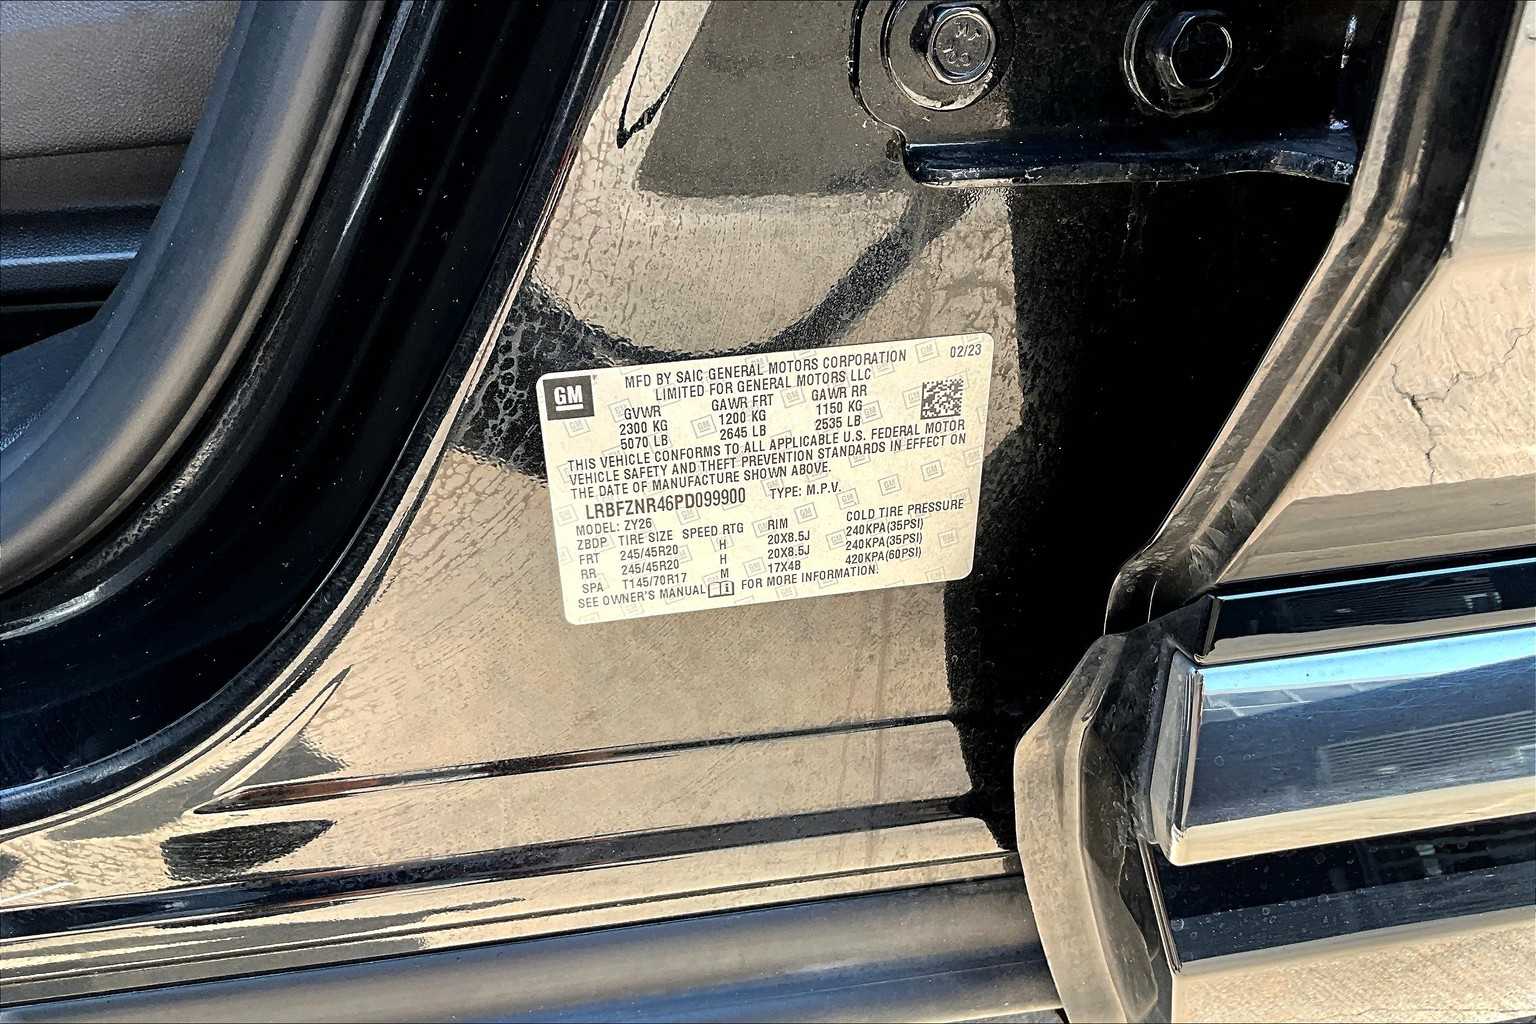 GM
MFD BY SAIC GENERAL MOTORS CORPORATION 02/23
LIMITED FOR GENERAL MOTORS LLC
GVWR GAWR FRT GAWR RR
2300 KG 1200 KG 1150 KG
5070 LB 2645 LB 2535 LB
THIS VEHICLE CONFORMS TO ALL APPLICABLE U.S. FEDERAL MOTOR
VEHICLE SAFETY AND THEFT PREVENTION STANDARDS IN EFFECT ON
THE DATE OF MANUFACTURE SHOWN ABOVE.
LRBFZNR46PD099900 TYPE: M.P.V.
MODEL: ZY26
ZBDP TIRE SIZE SPEED RTG RIM COLD TIRE PRESSURE
FRT 245/45R20 H 20X8.5J 240KPA(35PSI)
RR 245/45R20 H 20X8.5J 240KPA(35PSI)
SPA T145/70R17 M 17X4B 420KPA(60PSI)
SEE OWNER'S MANUAL FOR MORE INFORMATION.